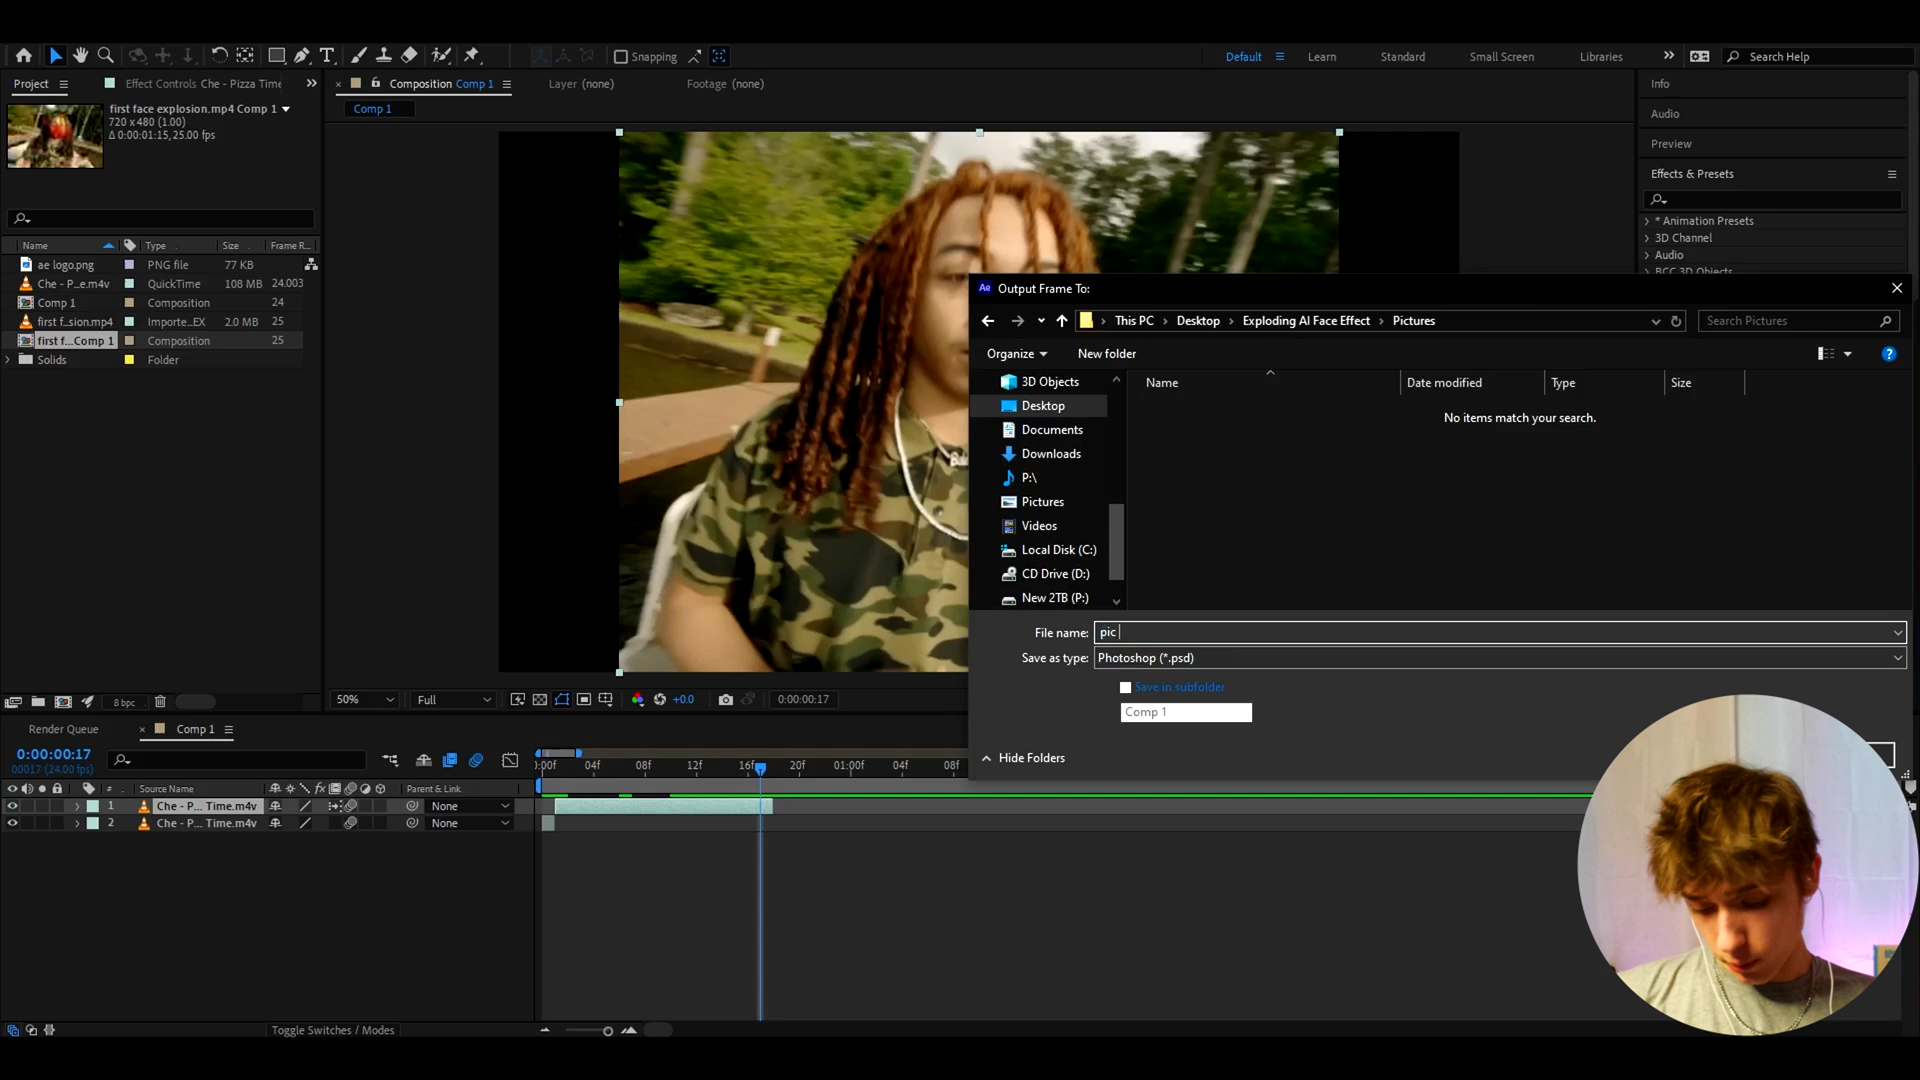 Snapping
Default
Learn
Standard
Small Screen
Libraries
Search Help
Project
Effect Controls Che - Pizza Time
Composition Comp 1
Layer (none)
Footage (none)
Info
Comp 1
first face explosion.mp4 Comp 1
720 x 480 (1.00)
Δ 0:00:01:15, 25.00 fps
Audio
Preview
Effects & Presets
* Animation Presets
3D Channel
Audio
BCC 3D Objects
Name
Type
Size
Frame R...
ae logo.png
PNG file
77 KB
Che - P...e.m4v
QuickTime
108 MB
24.003
Comp 1
Composition
24
first f...sion.mp4
Importe...EX
2.0 MB
25
first f...Comp 1
Composition
25
Solids
Folder
Ae
Output Frame To:
This PC
Desktop
Exploding AI Face Effect
Pictures
Search Pictures
Organize
New folder
Name
Date modified
Type
Size
No items match your search.
3D Objects
Desktop
Documents
Downloads
P:\
Pictures
Videos
Local Disk (C:)
CD Drive (D:)
New 2TB (P:)
File name:
pic
Save as type:
Photoshop (*.psd)
Save in subfolder
Comp 1
Hide Folders
8 bpc
50%
Full
+0.0
0:00:00:17
Render Queue
Comp 1
0:00:00:17
00017 (24.00 fps)
:00f
04f
08f
12f
16f
20f
01:00f
04f
08f
#
Source Name
fx
Parent & Link
1
Che - P... Time.m4v
None
2
Che - P... Time.m4v
None
Toggle Switches / Modes